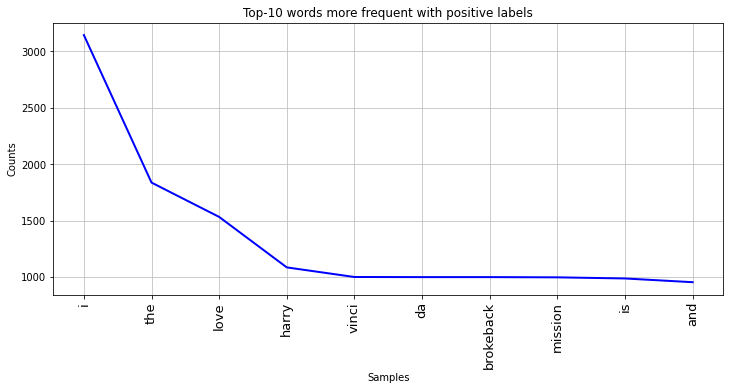 Top-10 words more frequent with positive labels
3000
2500
2000
1500
1000
Counts
i
the
love
harry
vinci
da
brokeback
mission
is
and
Samples